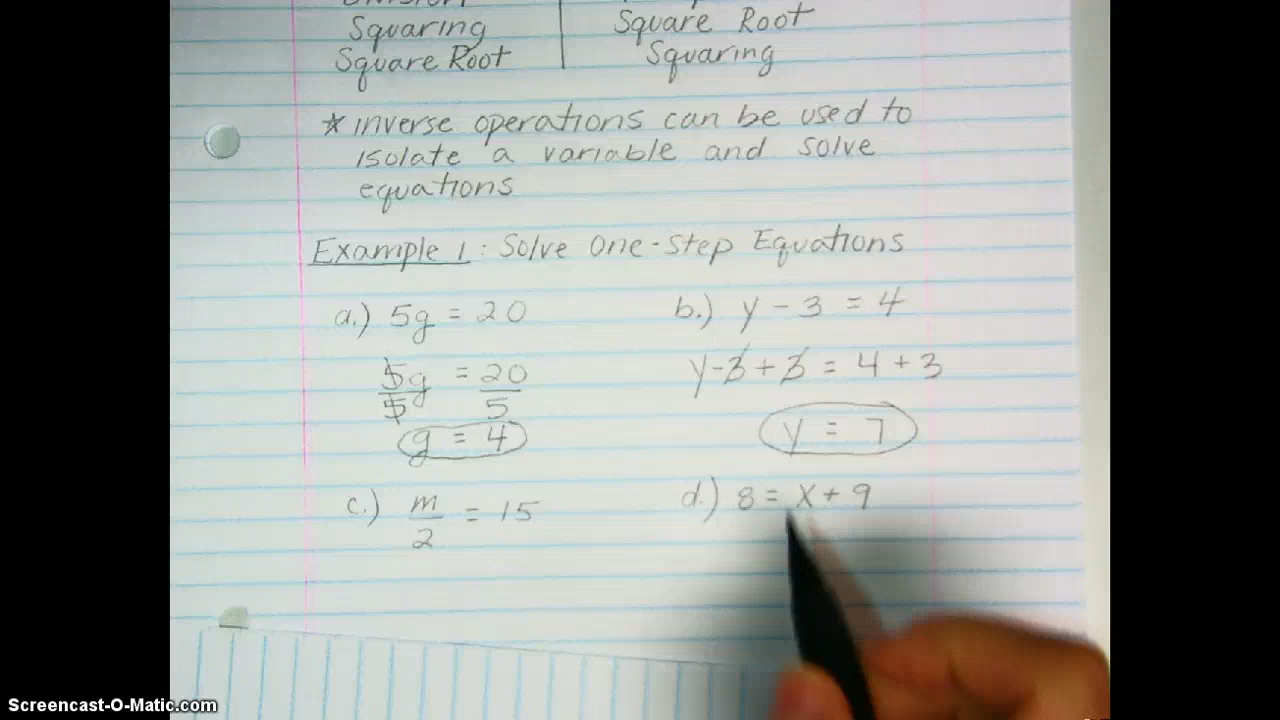 Squaring | Square Root
Square Root | Squaring
* inverse operations can be used to
isolate a variable and solve
equations
Example 1: Solve One-Step Equations
a.) 5g = 20
5g/5 = 20/5
g = 4
b.) y - 3 = 4
y - 3 + 3 = 4 + 3
y = 7
c.) m/2 = 15
d.) 8 = x + 9
Screencast-O-Matic.com